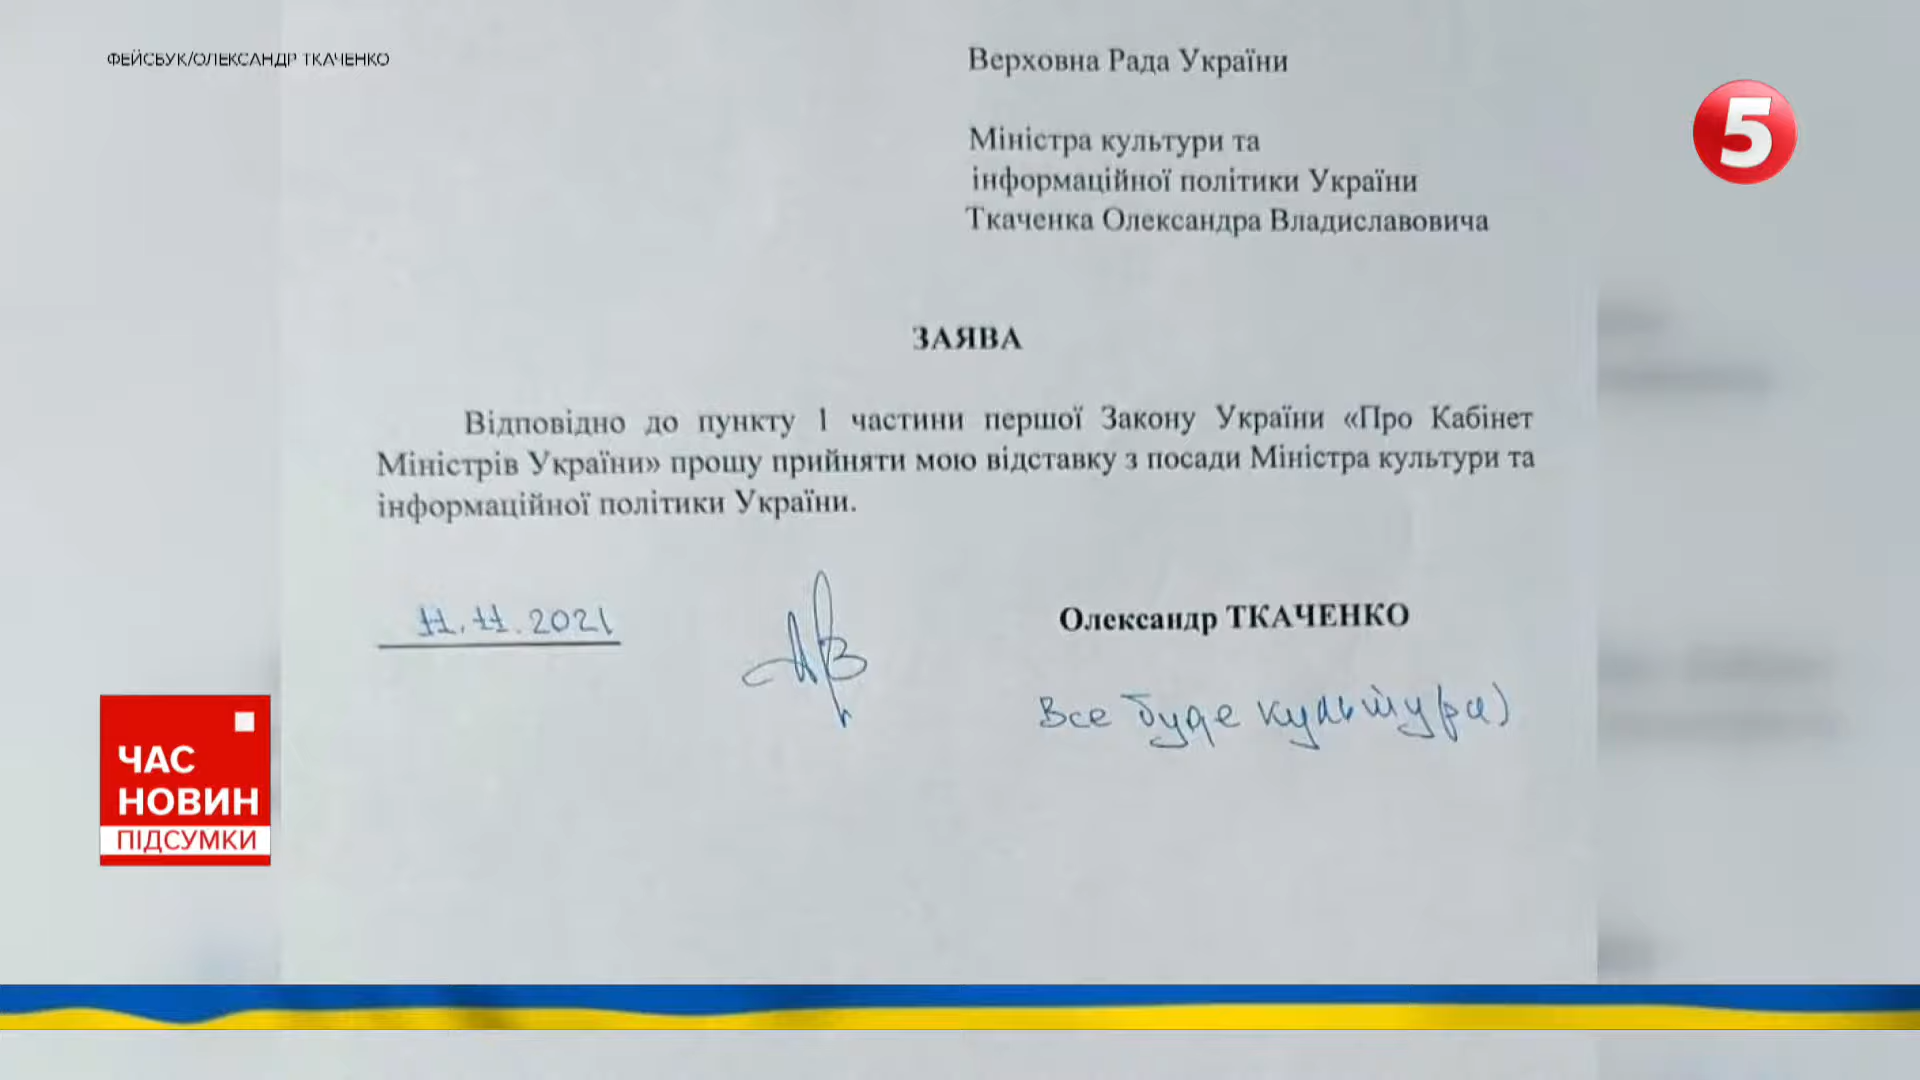 ФЕЙСБУК/ОЛЕКСАНДР ТКАЧЕНКО
Верховна Рада України
5
Міністра культури та
інформаційної політики України
Ткаченка Олександра Владиславовича
ЗАЯВА
Відповідно до пункту 1 частини першої Закону України «Про Кабінет
Міністрів України» прошу прийняти мою відставку з посади Міністра культури та
інформаційної політики України.
11.11.2021
Олександр ТКАЧЕНКО
Все буде культура)
ЧАС
НОВИН
ПІДСУМКИ